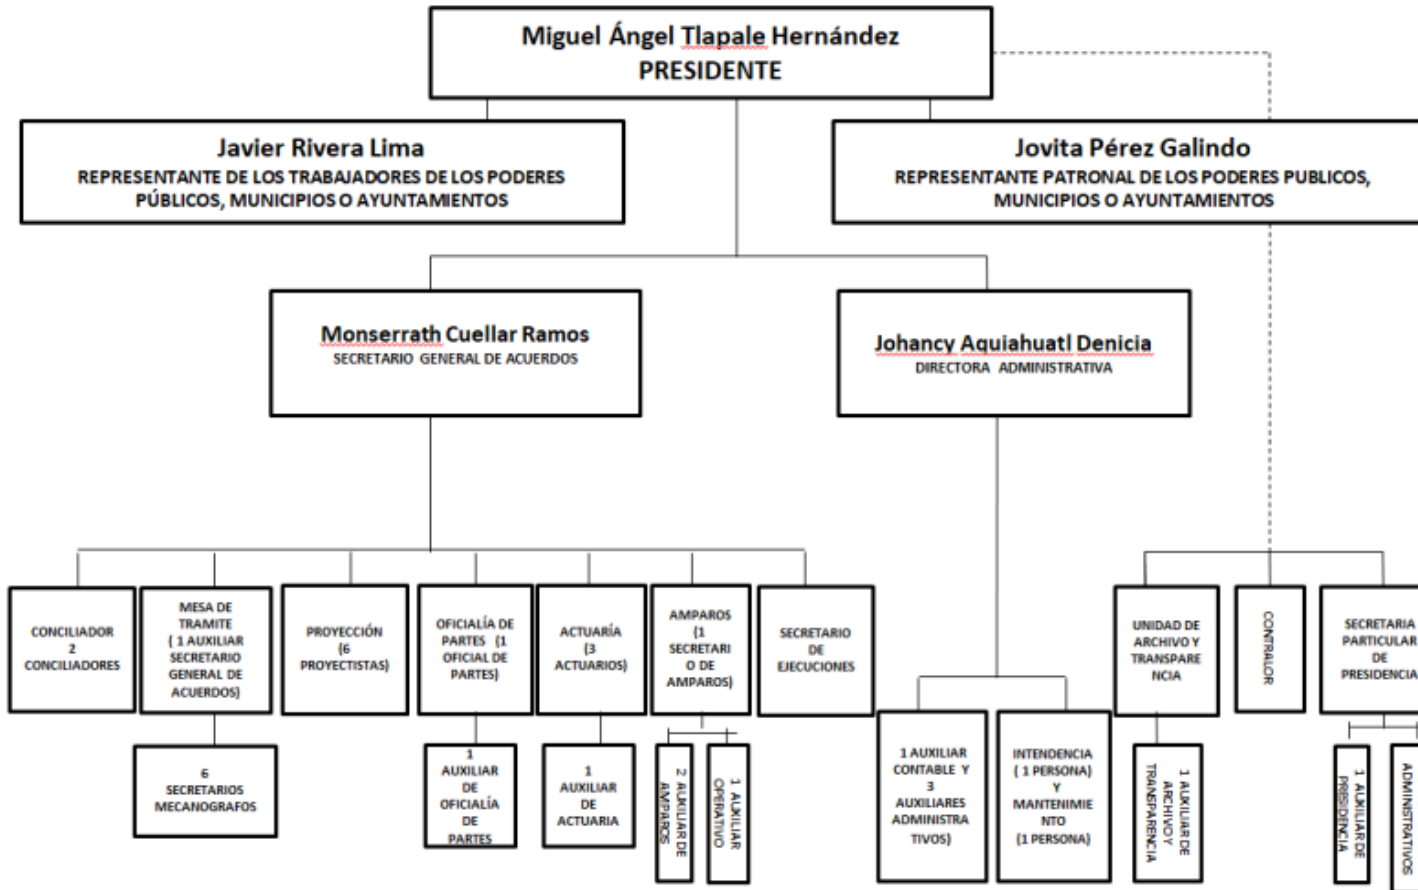 Miguel Ángel Tlapale Hernández
PRESIDENTE
Javier Rivera Lima
REPRESENTANTE DE LOS TRABAJADORES DE LOS PODERES
PÚBLICOS, MUNICIPIOS O AYUNTAMIENTOS
Jovita Pérez Galindo
REPRESENTANTE PATRONAL DE LOS PODERES PUBLICOS,
MUNICIPIOS O AYUNTAMIENTOS
Monserrath Cuellar Ramos
SECRETARIO GENERAL DE ACUERDOS
Johancy Aquiahuatl Denicia
DIRECTORA ADMINISTRATIVA
CONCILIADOR
2
CONCILIADORES
MESA DE
TRAMITE
( 1 AUXILIAR
SECRETARIO
GENERAL DE
ACUERDOS)
PROYECCIÓN
(6
PROYECTISTAS)
OFICIALÍA DE
PARTES (1
OFICIAL DE
PARTES)
ACTUARÍA
(3
ACTUARIOS)
AMPAROS
(1
SECRETARI
O DE
AMPAROS)
SECRETARIO
DE
EJECUCIONES
UNIDAD DE
ARCHIVO Y
TRANSPARE
NCIA
CONTRALOR
SECRETARIA
PARTICULAR
DE
PRESIDENCIA
6
SECRETARIOS
MECANOGRAFOS
1
AUXILIAR
DE
OFICIALÍA
DE
PARTES
1
AUXILIAR
DE
ACTUARIA
2 AUXILIAR DE
AMPAROS
1 AUXILIAR
OPERATIVO
1 AUXILIAR
CONTABLE Y
3
AUXILIARES
ADMINISTRA
TIVOS)
INTENDENCIA
( 1 PERSONA)
Y
MANTENIMIE
NTO
(1 PERSONA)
1 AUXILIAR DE
ARCHIVO Y
TRANSPARENCIA
1 AUXILIAR DE
PRESIDENCIA
ADMINISTRATIVOS